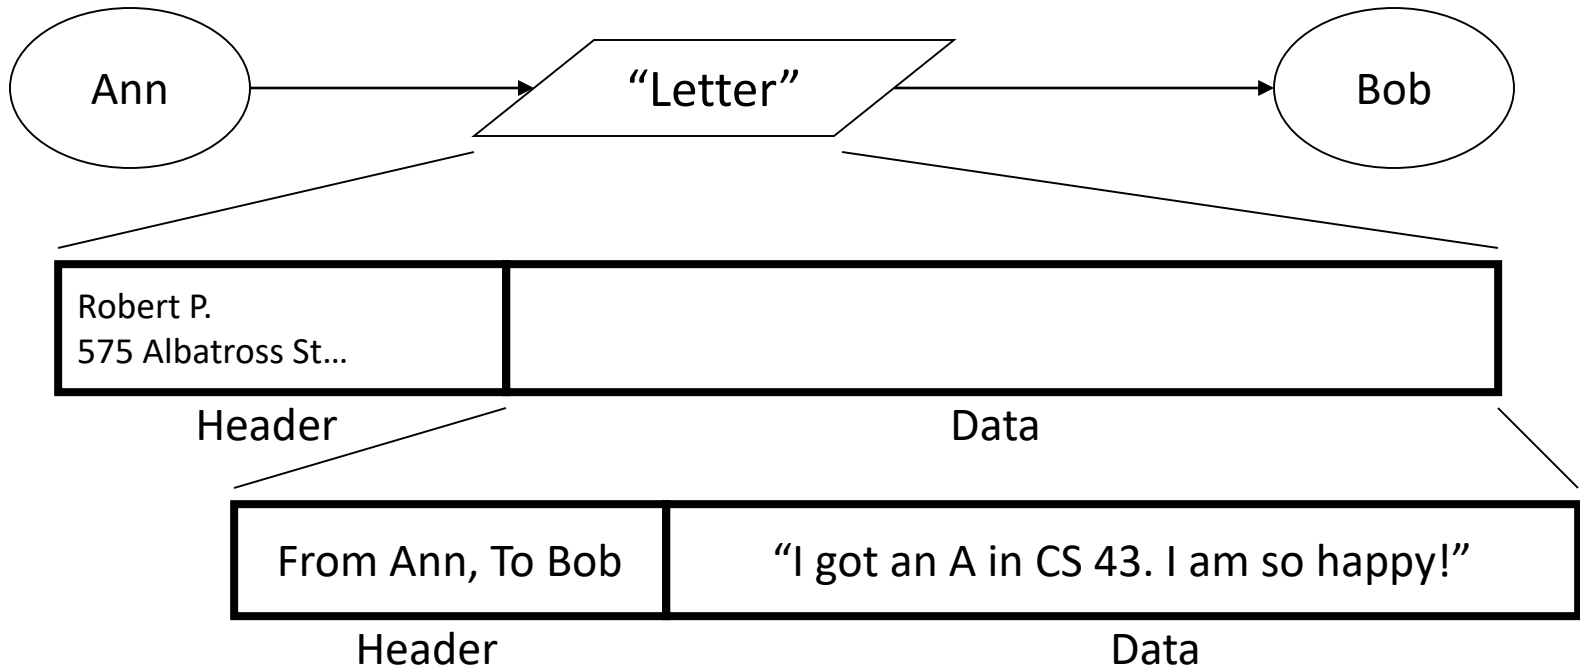 Ann
“Letter”
Bob
Robert P.
575 Albatross St…
Header
Data
From Ann, To Bob
“I got an A in CS 43. I am so happy!”
Header
Data